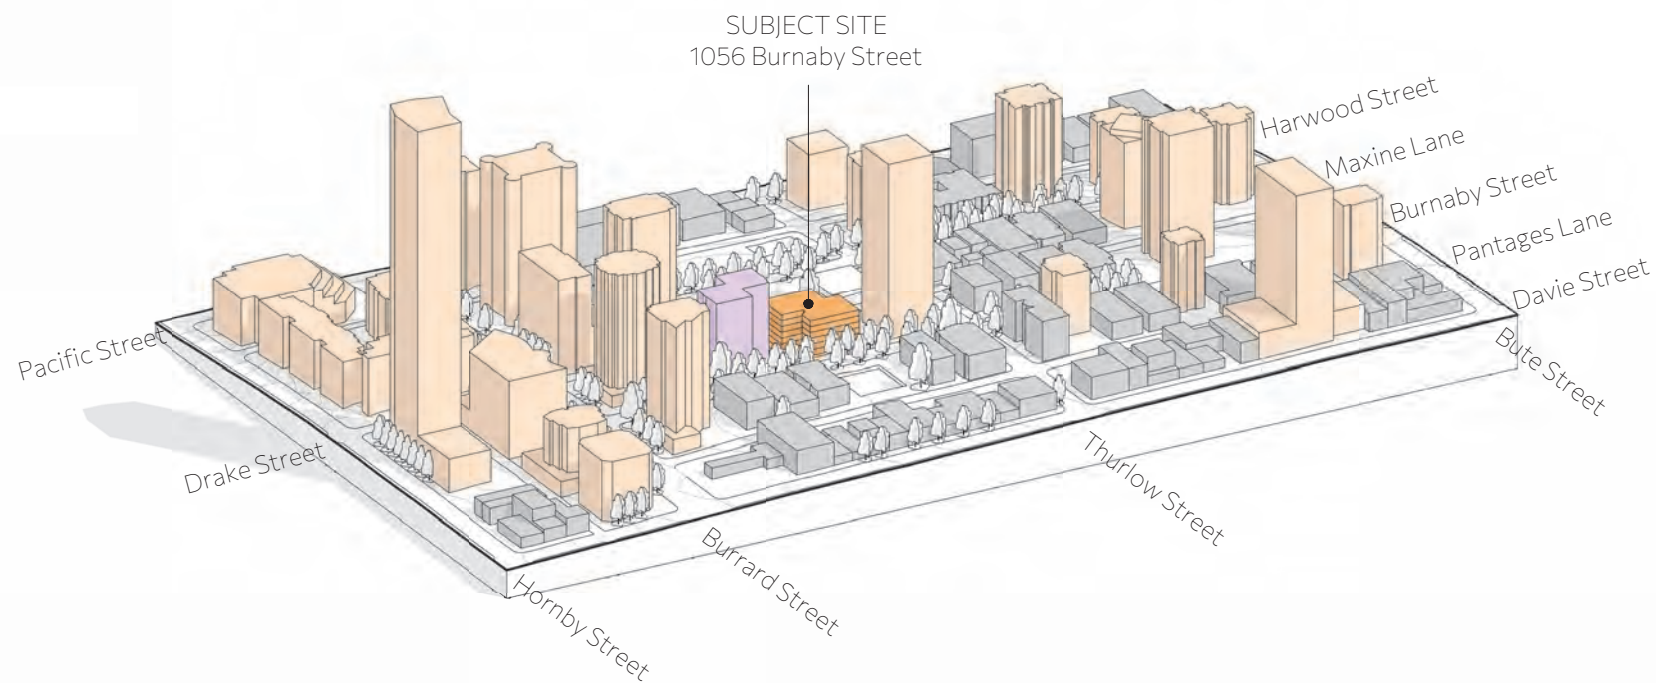 SUBJECT SITE
1056 Burnaby Street
Harwood Street
Maxine Lane
Burnaby Street
Pantages Lane
Davie Street
Bute Street
Pacific Street
Drake Street
Thurlow Street
Burrard Street
Hornby Street